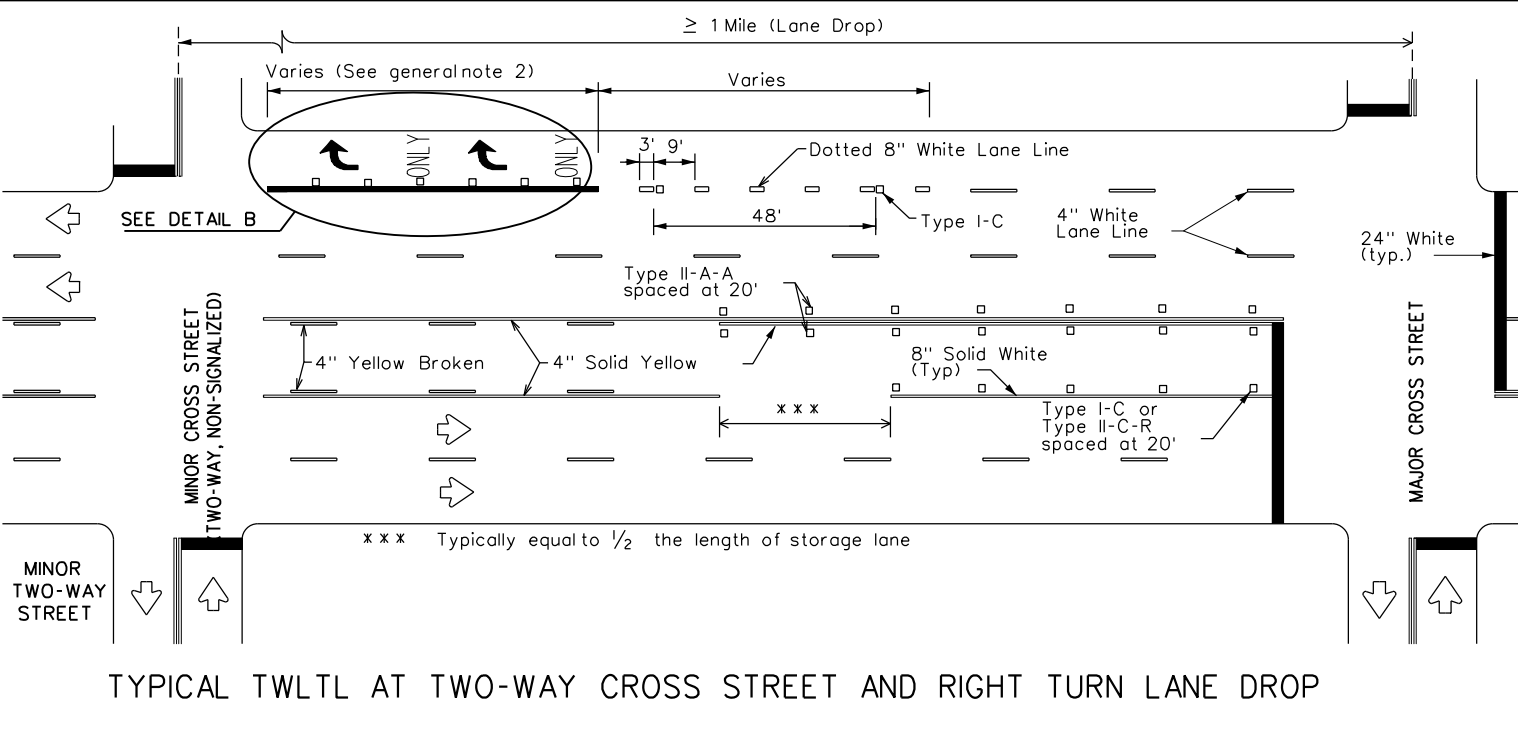 ≥ 1 Mile (Lane Drop)
Varies (See general note 2)
Varies
ONLY
ONLY
3'
9'
Dotted 8" White Lane Line
SEE DETAIL B
48'
Type I-C
4" White
Lane Line
24" White
(typ.)
Type II-A-A
spaced at 20'
MINOR CROSS STREET
(TWO-WAY, NON-SIGNALIZED)
4" Yellow Broken
4" Solid Yellow
8" Solid White
(Typ)
* * *
Type I-C or
Type II-C-R
spaced at 20'
MAJOR CROSS STREET
* * * Typically equal to 1/2 the length of storage lane
MINOR
TWO-WAY
STREET
TYPICAL TWLTL AT TWO-WAY CROSS STREET AND RIGHT TURN LANE DROP